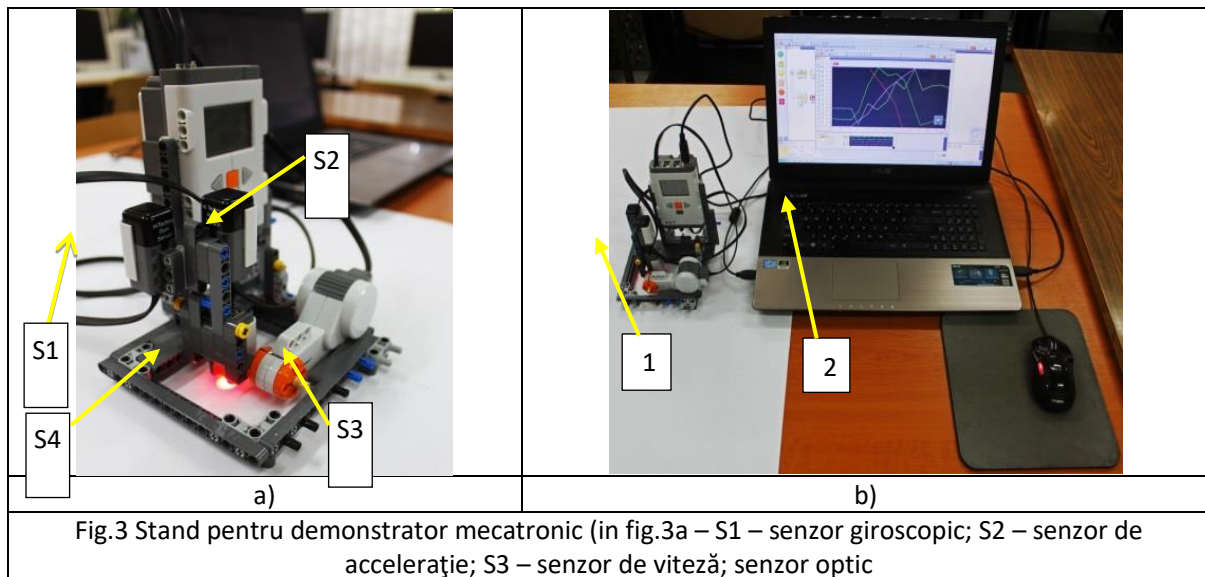 S2
S1
S4
S3
1
2
a)
b)
Fig.3 Stand pentru demonstrator mecatronic (in fig.3a – S1 – senzor giroscopic; S2 – senzor de
acceleraţie; S3 – senzor de viteză; senzor optic